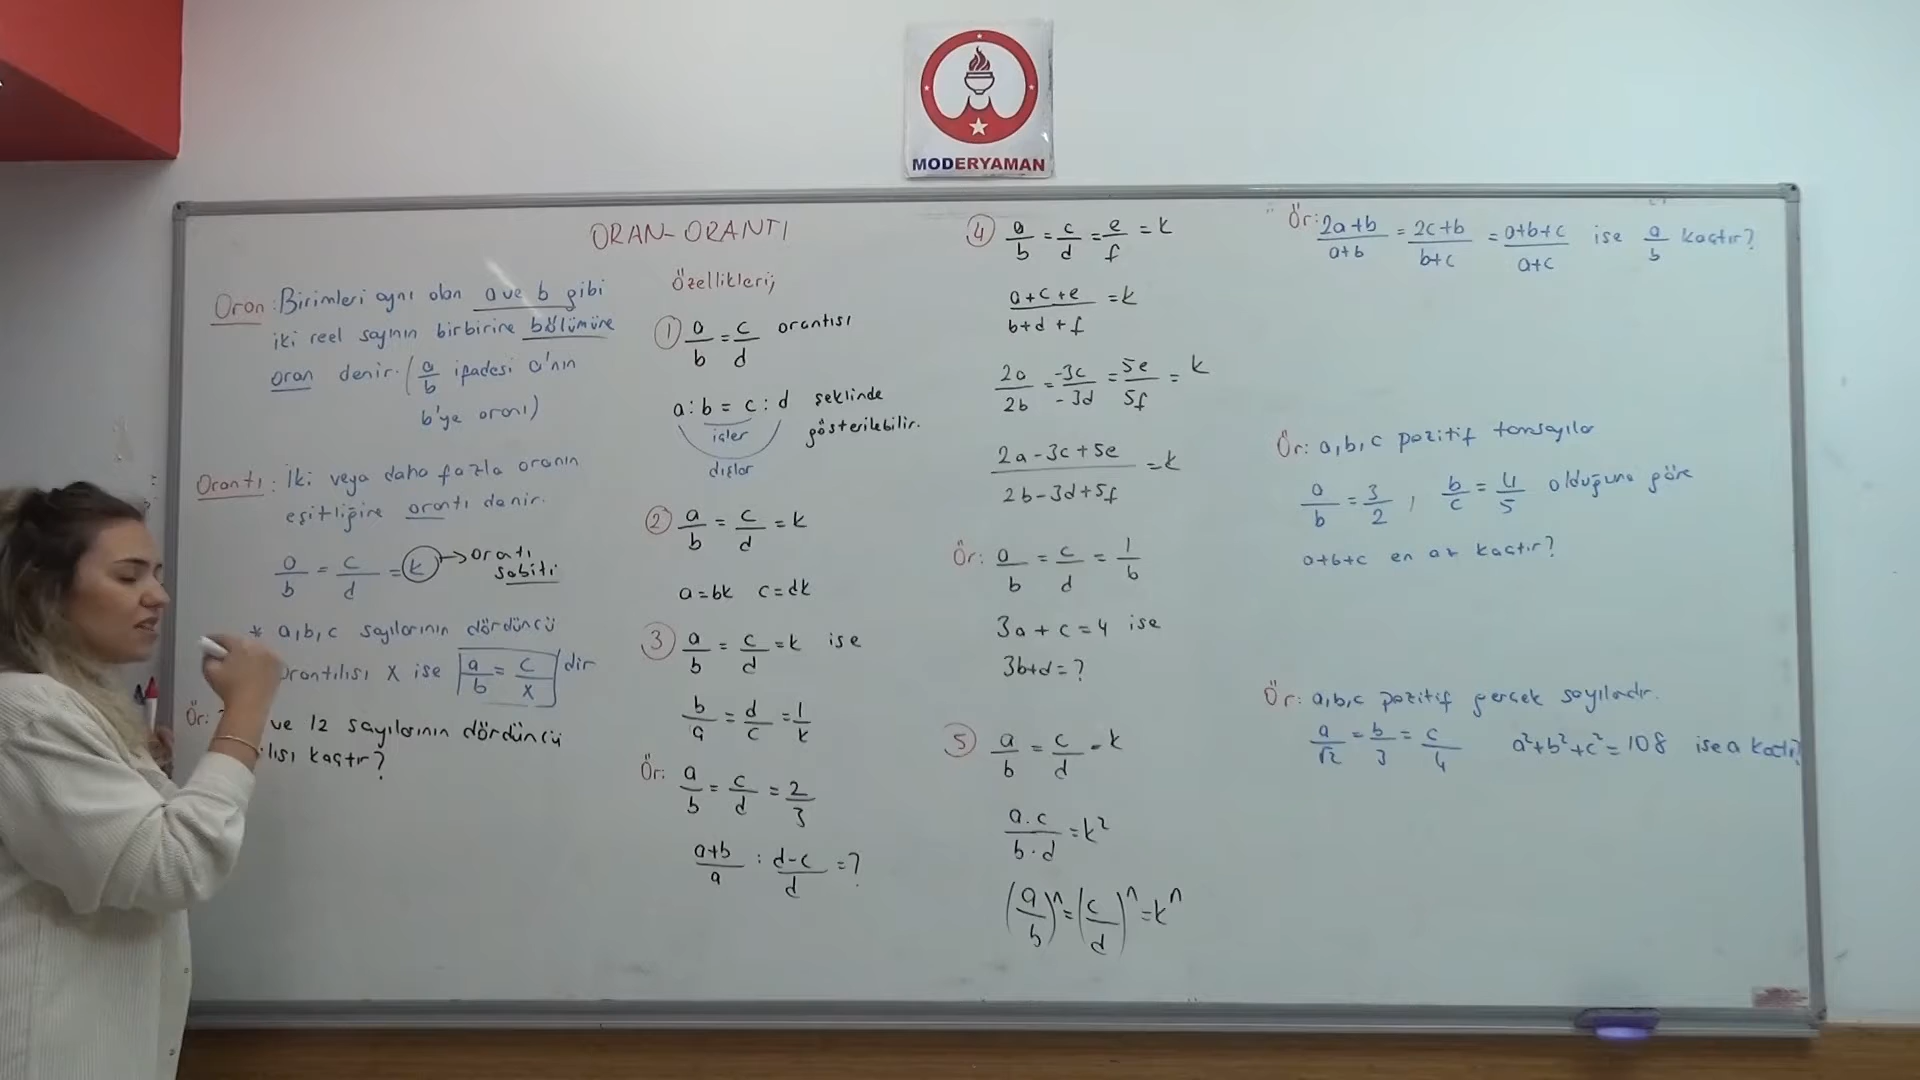 MODERYAMAN
ORAN-ORANTI
Oran: Birimleri aynı olan a ve b gibi
iki reel sayının birbirine bölümüne
oran denir. (a/b ifadesi a'nın
b'ye oranı)
Orantı: İki veya daha fazla oranın
eşitliğine orantı denir.
a/b = c/d = k → orantı
sabiti
* a,b,c sayılarının dördüncü
orantılısı x ise a/b = c/x dir
Ör: ve 12 sayılarının dördüncü
kaçtır?
Özellikleri;
① a/b = c/d orantısı
a:b = c:d şeklinde
gösterilebilir.
içler
dışlar
② a/b = c/d = k
a=bk c=dk
③ a/b = c/d = k ise
b/a = d/c = 1/k
Ör: a/b = c/d = 2/3
a+b/a : d-c/d = ?
④ a/b = c/d = e/f = k
a+c+e/b+d+f = k
2a/2b = -3c/-3d = 5e/5f = k
2a-3c+5e/2b-3d+5f = k
Ör: a/b = c/d = 1/6
3a+c=4 ise
3b+d=?
⑤ a/b = c/d = k
a.c/b.d = k²
(a/b)ⁿ = (c/d)ⁿ = kⁿ
Ör: 2a+b/a+b = 2c+b/b+c = a+b+c/a+c ise a/b kaçtır?
Ör: a,b,c pozitif tamsayılar
a/b = 3/2 , b/c = 4/5 olduğuna göre
a+b+c en az kaçtır?
Ör: a,b,c pozitif gerçek sayılardır.
a/√2 = b/3 = c/4 a²+b²+c²=108 ise a kaçtır?